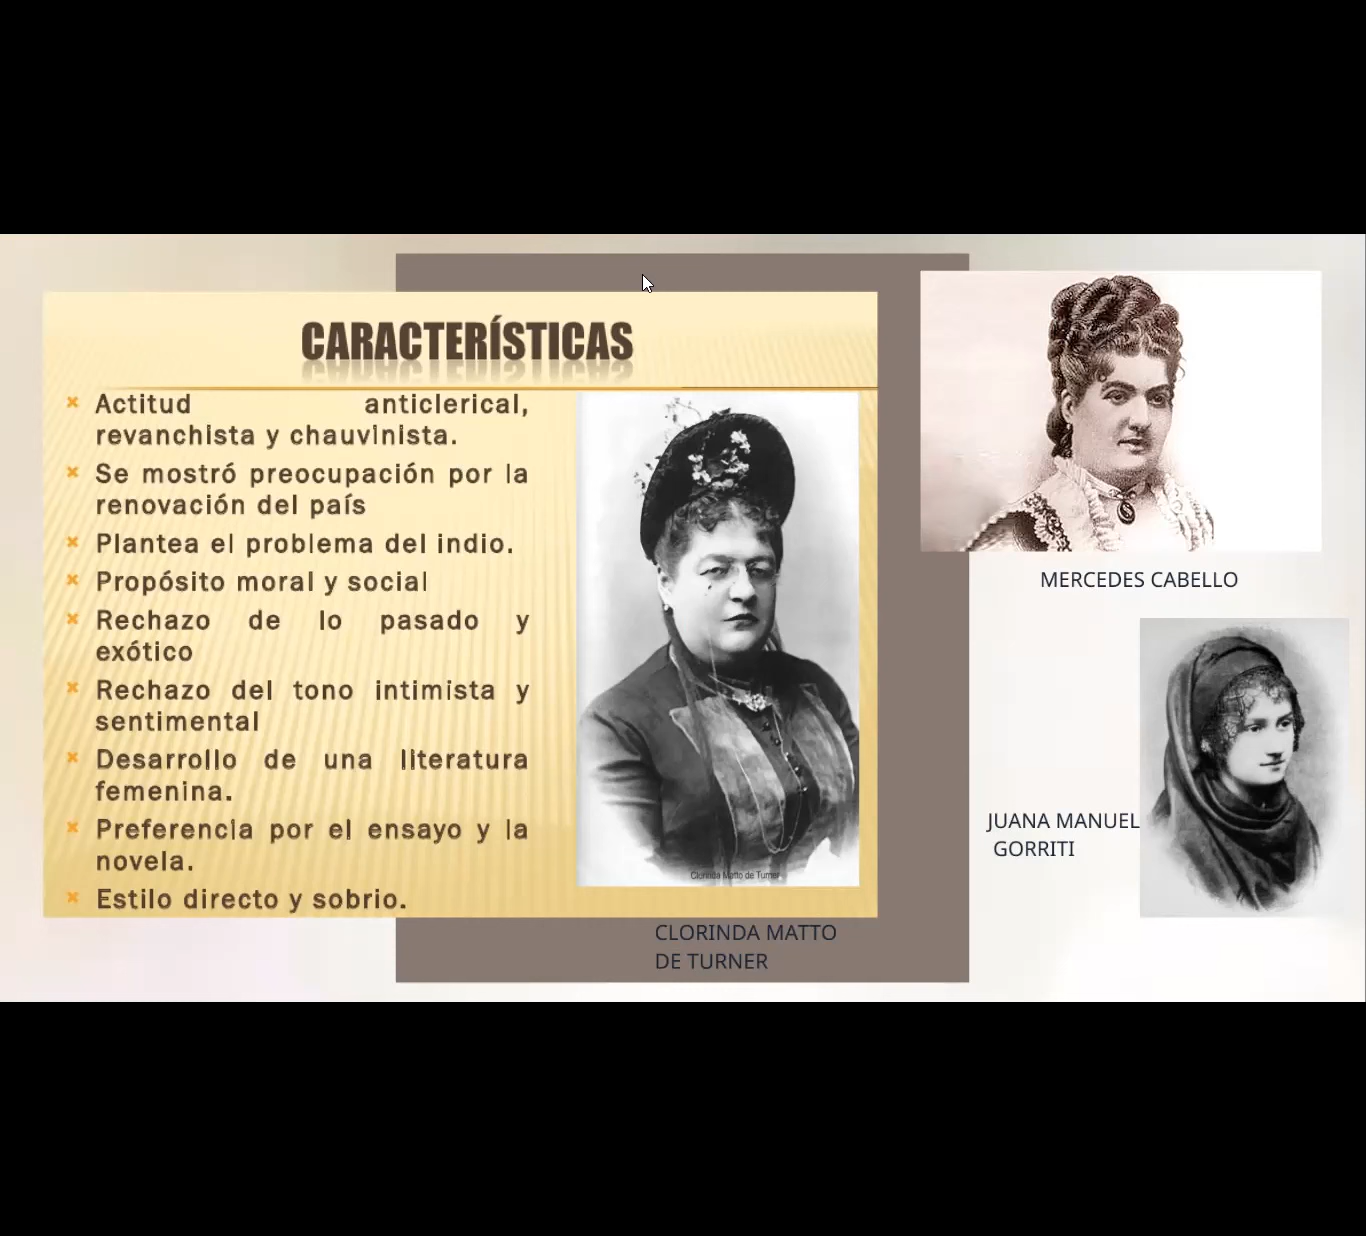 CARACTERÍSTICAS
Actitud anticlerical,
revanchista y chauvinista.
Se mostró preocupación por la
renovación del país
Plantea el problema del indio.
Propósito moral y social
Rechazo de lo pasado y
exótico
Rechazo del tono intimista y
sentimental
Desarrollo de una literatura
femenina.
Preferencia por el ensayo y la
novela.
Estilo directo y sobrio.
Clorinda Matto de Turner
CLORINDA MATTO
DE TURNER
MERCEDES CABELLO
JUANA MANUEL
GORRITI